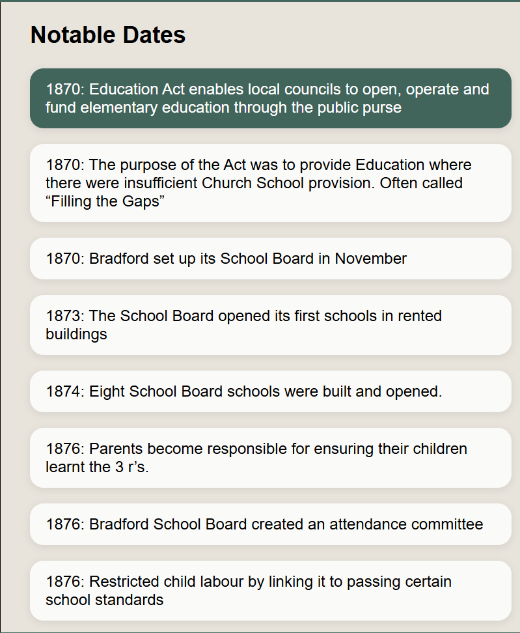 Notable Dates
1870: Education Act enables local councils to open, operate and
fund elementary education through the public purse
1870: The purpose of the Act was to provide Education where
there were insufficient Church School provision. Often called
“Filling the Gaps”
1870: Bradford set up its School Board in November
1873: The School Board opened its first schools in rented
buildings
1874: Eight School Board schools were built and opened.
1876: Parents become responsible for ensuring their children
learnt the 3 r’s.
1876: Bradford School Board created an attendance committee
1876: Restricted child labour by linking it to passing certain
school standards